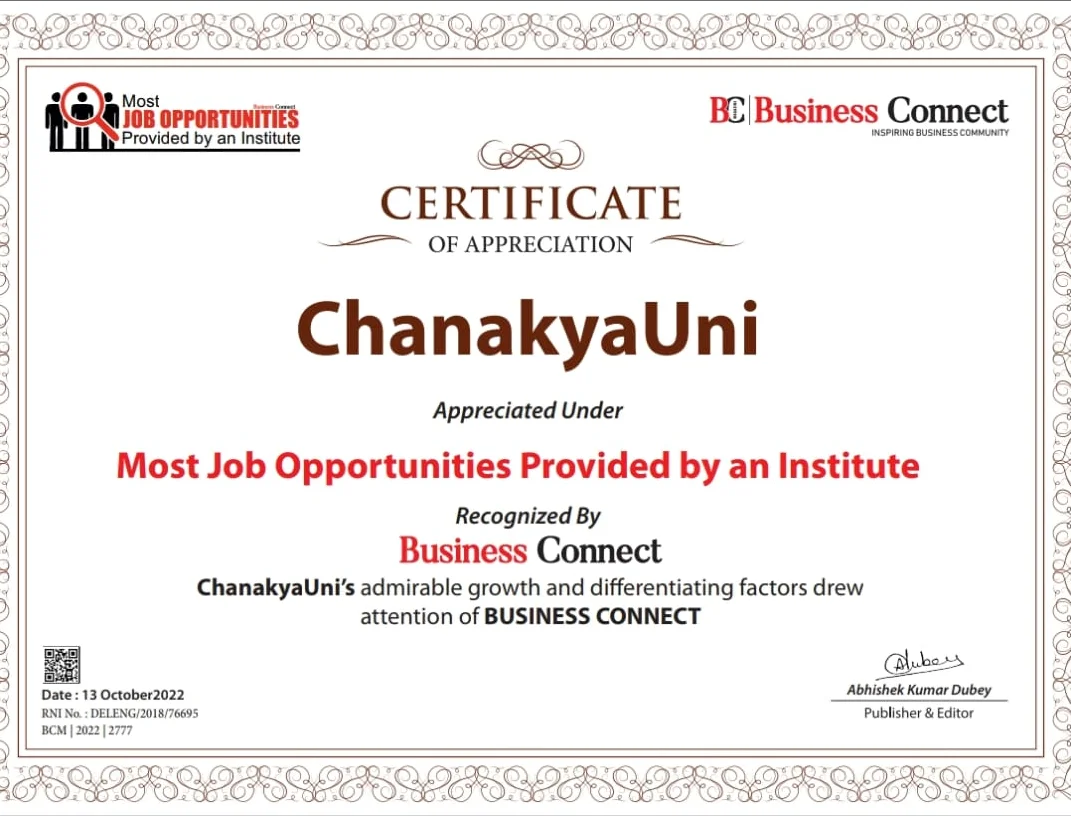 Most
Business Connect
JOB OPPORTUNITIES
Provided by an Institute
BC Business Connect
INSPIRING BUSINESS COMMUNITY
CERTIFICATE
OF APPRECIATION
ChanakyaUni
Appreciated Under
Most Job Opportunities Provided by an Institute
Recognized By
Business Connect
ChanakyaUni's admirable growth and differentiating factors drew
attention of BUSINESS CONNECT
Date : 13 October2022
RNI No. : DELENG/2018/76695
BCM | 2022 | 2777
Abhishek Kumar Dubey
Publisher & Editor